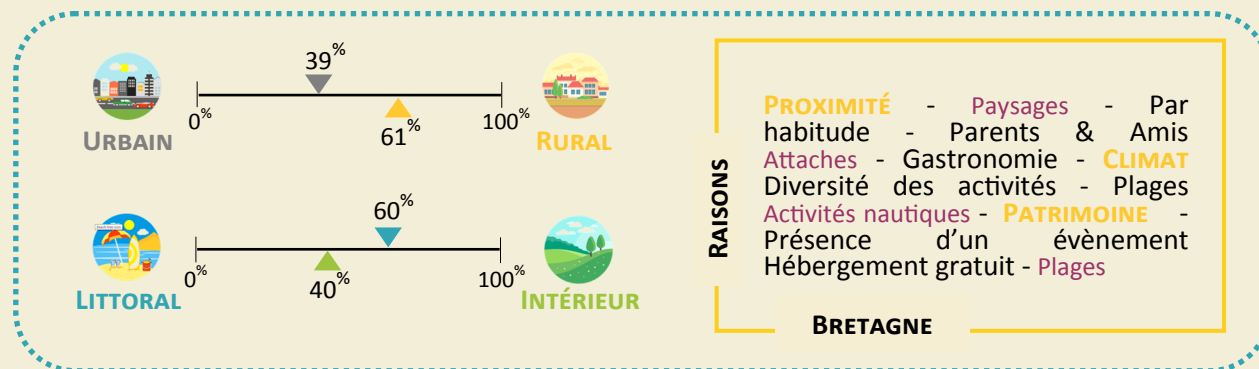 39%
0%
100%
61%
URBAIN
RURAL
60%
0%
100%
40%
LITTORAL
INTÉRIEUR
RAISONS
PROXIMITÉ - Paysages - Par
habitude - Parents & Amis
Attaches - Gastronomie - CLIMAT
Diversité des activités - Plages
Activités nautiques - PATRIMOINE -
Présence d'un évènement
Hébergement gratuit - Plages
BRETAGNE